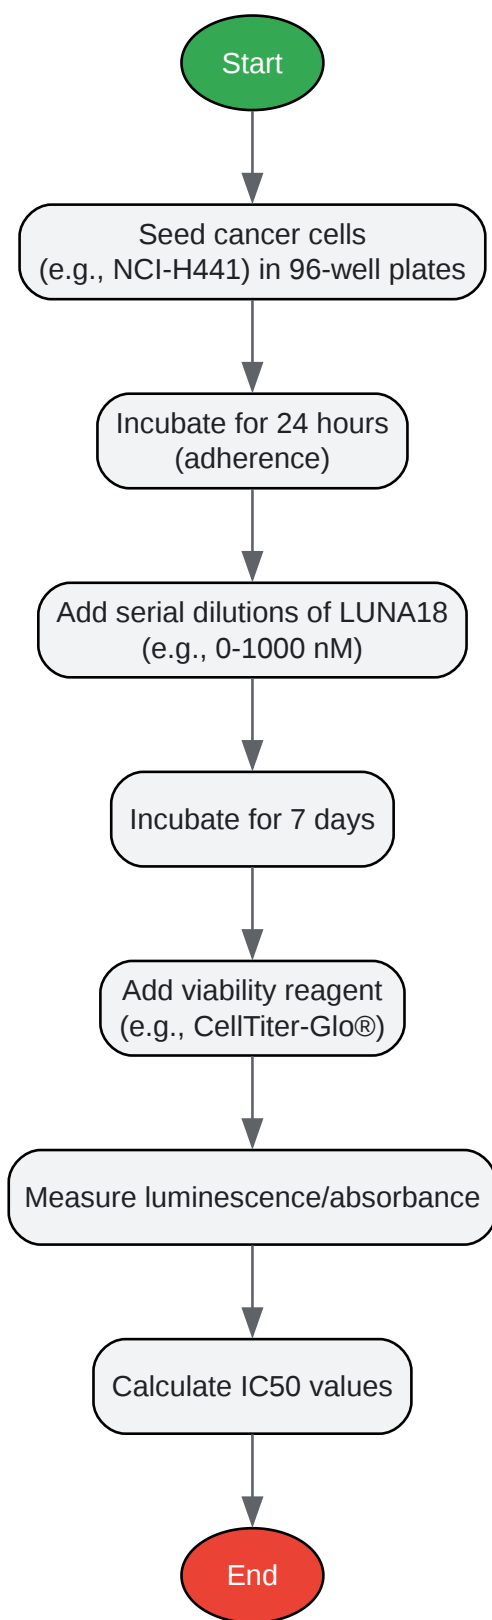 Start
Seed cancer cells
(e.g., NCI-H441) in 96-well plates
Incubate for 24 hours
(adherence)
Add serial dilutions of LUNA18
(e.g., 0-1000 nM)
Incubate for 7 days
Add viability reagent
(e.g., CellTiter-Glo®)
Measure luminescence/absorbance
Calculate IC50 values
End